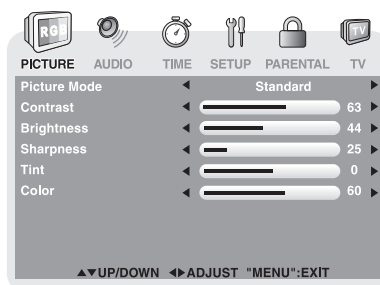 RGB TV
PICTURE AUDIO TIME SETUP PARENTAL TV
Picture Mode ◀ Standard ▶
Contrast ◀ 63 ▶
Brightness ◀ 44 ▶
Sharpness ◀ 25 ▶
Tint ◀ 0 ▶
Color ◀ 60 ▶
▲▼UP/DOWN ◀▶ADJUST "MENU":EXİT